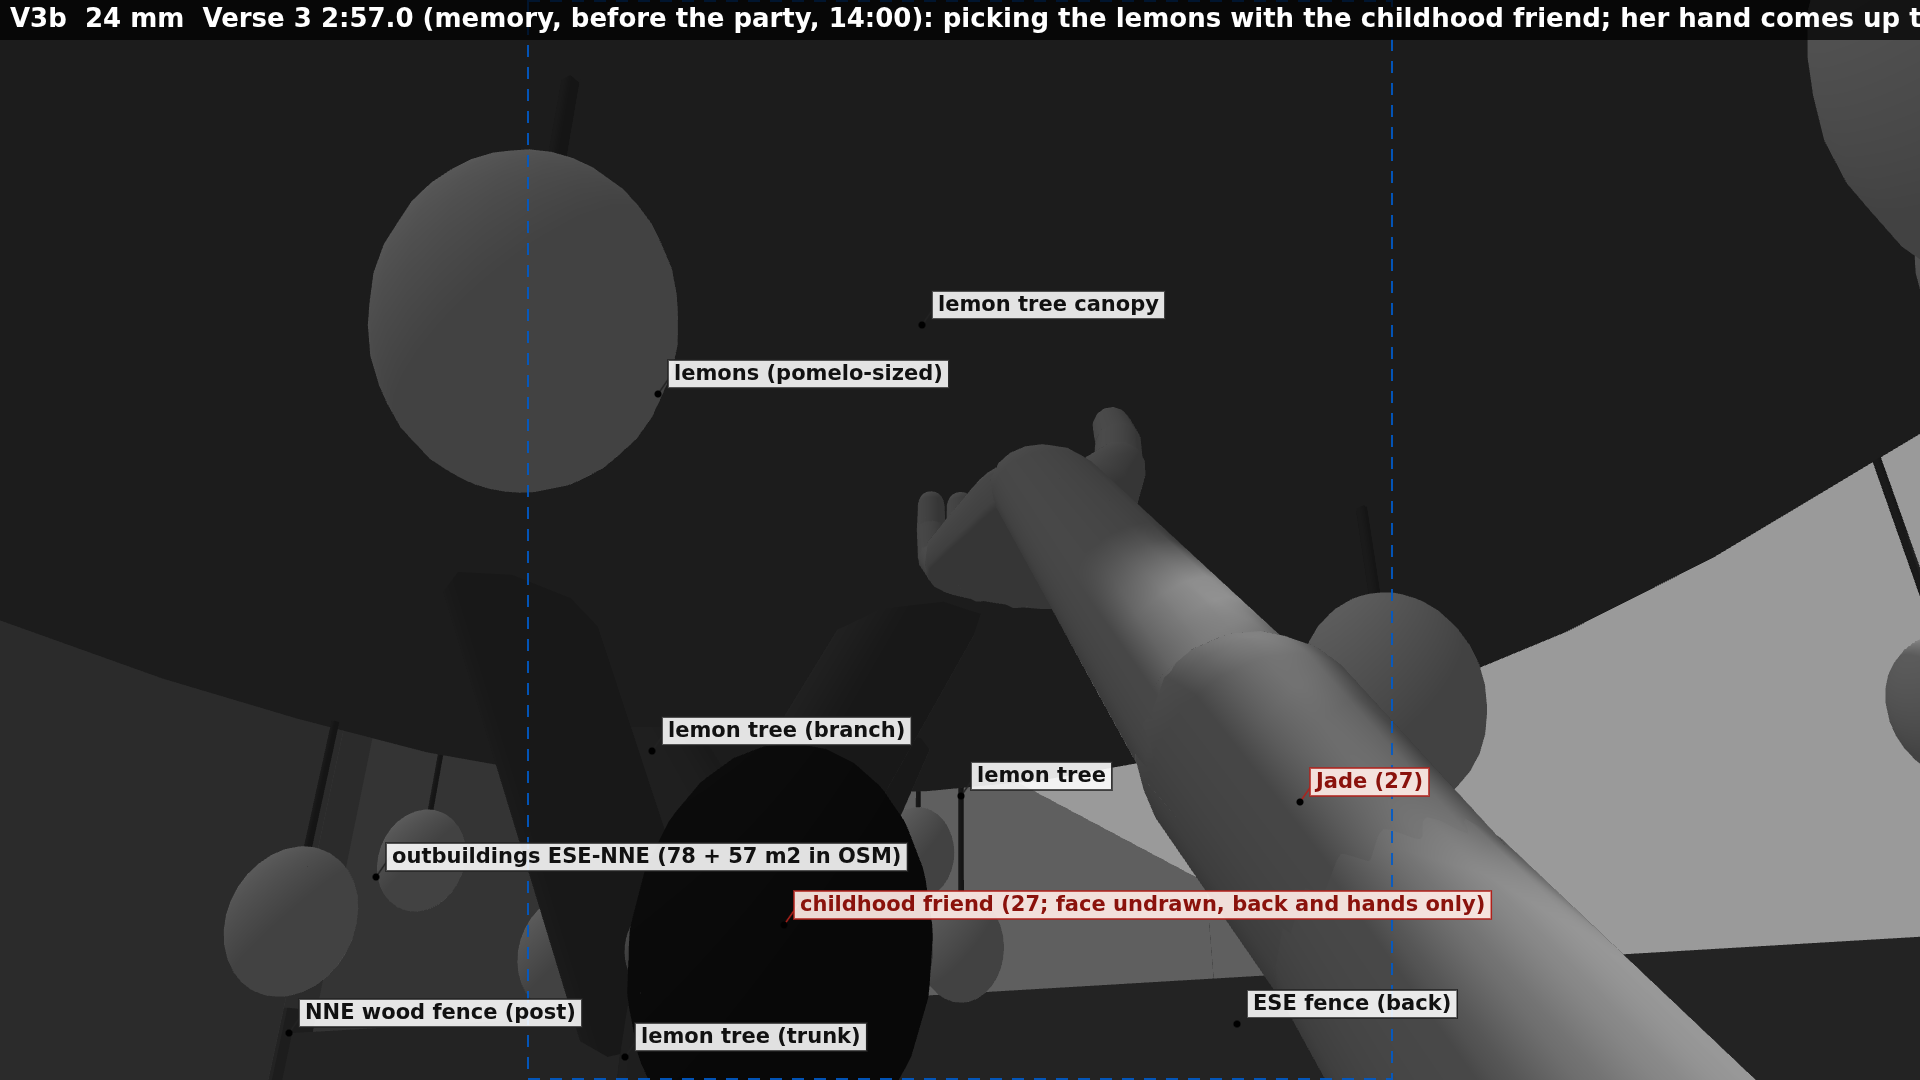 V3b 24 mm Verse 3 2:57.0 (memory, before the party, 14:00): picking the lemons with the childhood friend; her hand comes up t
lemon tree canopy
lemons (pomelo-sized)
lemon tree (branch)
lemon tree
Jade (27)
outbuildings ESE-NNE (78 + 57 m2 in OSM)
childhood friend (27; face undrawn, back and hands only)
NNE wood fence (post)
ESE fence (back)
lemon tree (trunk)